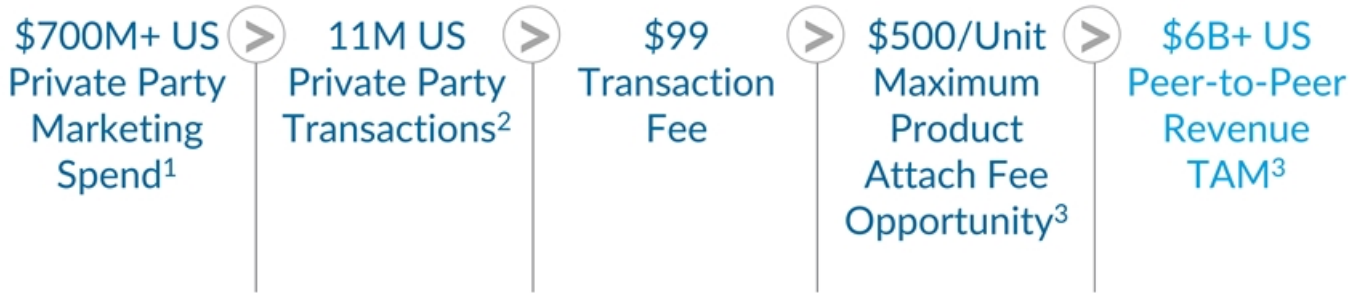 $700M+ US
Private Party
Marketing
Spend¹
>
11M US
Private Party
Transactions²
>
$99
Transaction
Fee
>
$500/Unit
Maximum
Product
Attach Fee
Opportunity³
>
$6B+ US
Peer-to-Peer
Revenue
TAM³